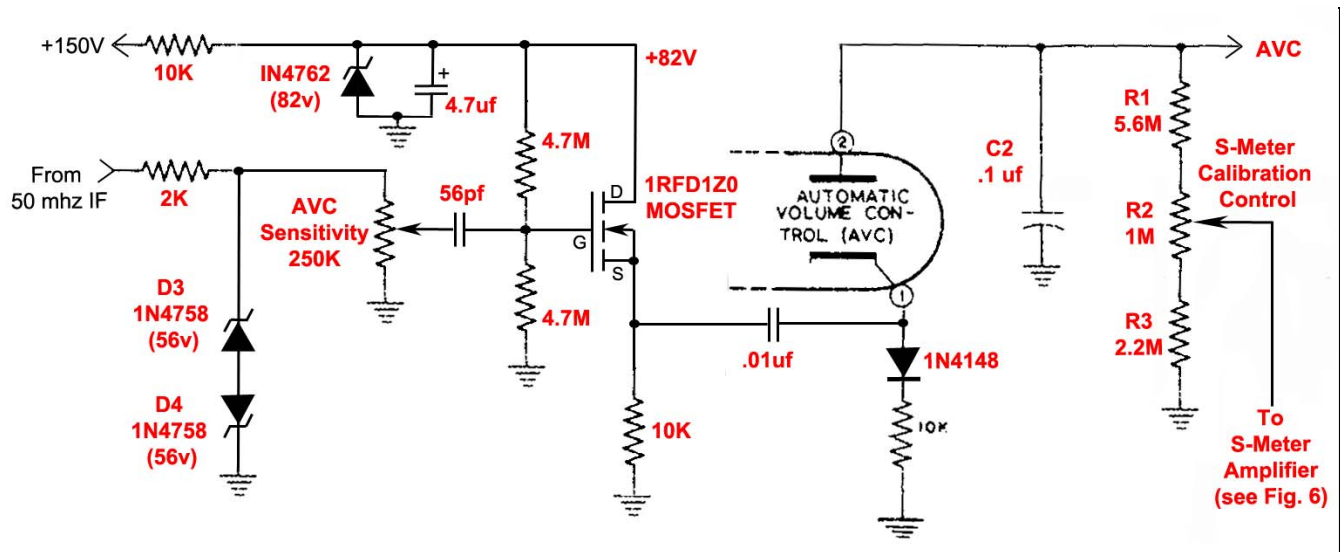 +150V
10K
IN4762
(82v)
+
4.7uf
+82V
AVC
From
50 mhz IF
2K
AVC
Sensitivity
250K
56pf
4.7M
4.7M
D
G
S
1RFD1Z0
MOSFET
2
AUTOMATIC
VOLUME CON-
TROL (AVC)
1
C2
.1 uf
R1
5.6M
S-Meter
Calibration
Control
R2
1M
R3
2.2M
D3
1N4758
(56v)
D4
1N4758
(56v)
10K
.01uf
1N4148
10K
To
S-Meter
Amplifier
(see Fig. 6)